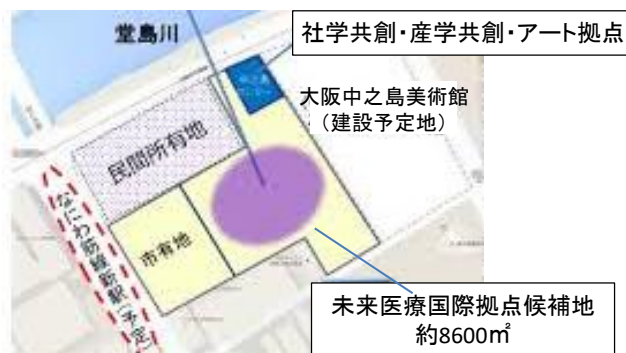 堂島川
社学共創・産学共創・アート拠点
大阪中之島美術館
（建設予定地）
民間所有地
市有地
なにわ筋線新駅（予定）
未来医療国際拠点候補地
約8600㎡